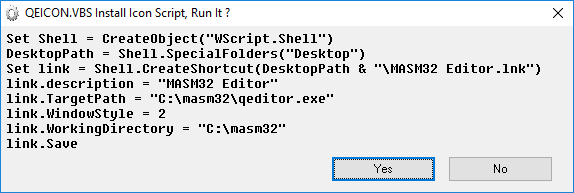 QEICON.VBS Install Icon Script, Run It ?
Set Shell = CreateObject("WScript.Shell")
DesktopPath = Shell.SpecialFolders("Desktop")
Set link = Shell.CreateShortcut(DesktopPath & "\MASM32 Editor.lnk")
link.description = "MASM32 Editor"
link.TargetPath = "C:\masm32\qeditor.exe"
link.WindowStyle = 2
link.WorkingDirectory = "C:\masm32"
link.Save
Yes No